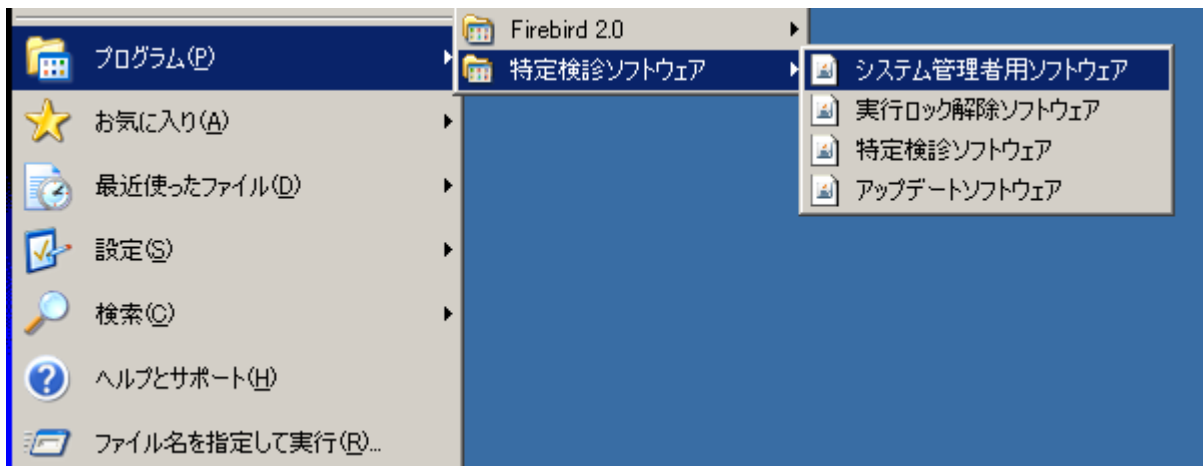 プログラム(P)
お気に入り(A)
最近使ったファイル(D)
設定(S)
検索(C)
ヘルプとサポート(H)
ファイル名を指定して実行(R)...
Firebird 2.0
特定検診ソフトウェア
システム管理者用ソフトウェア
実行ロック解除ソフトウェア
特定検診ソフトウェア
アップデートソフトウェア